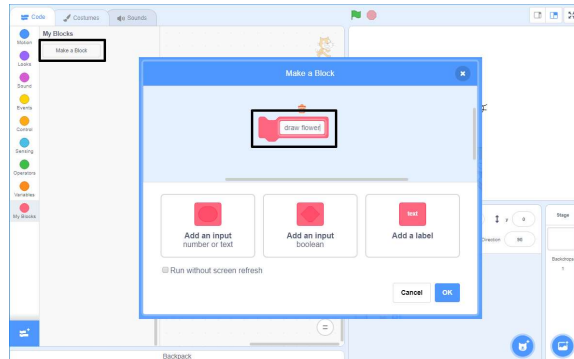 Code
Costumes
Sounds
Motion
Looks
Sound
Events
Control
Sensing
Operators
Variables
My Blocks
My Blocks
Make a Block
Make a Block
draw flower
text
Add an input
number or text
Add an input
boolean
Add a label
Run without screen refresh
Cancel
OK
y
0
Direction
90
Stage
Backdrops
1
Backpack